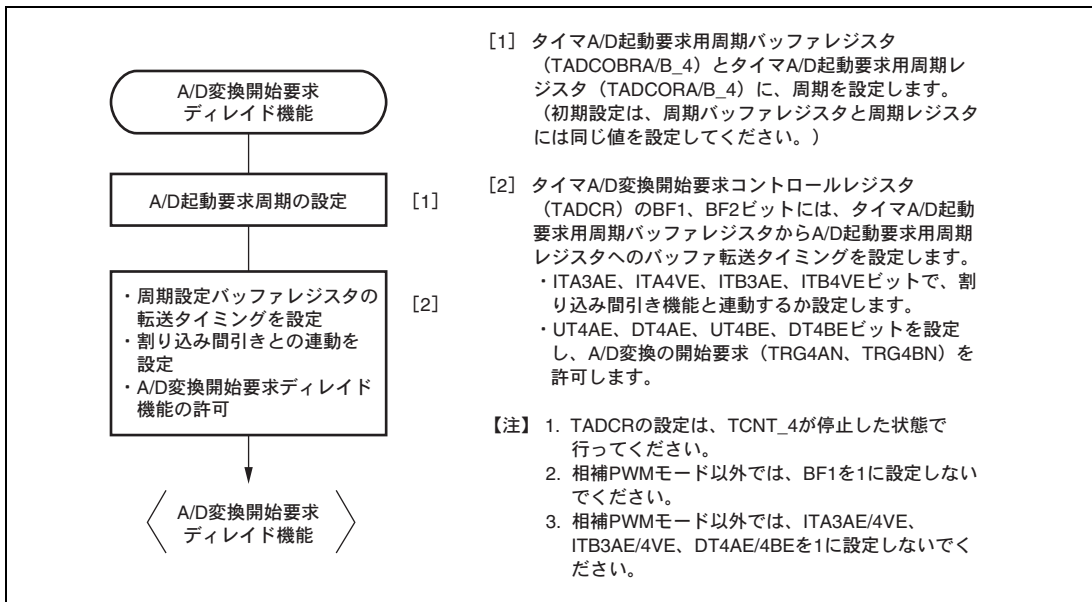 A/D変換開始要求
ディレイド機能
A/D起動要求周期の設定
[1]
・周期設定バッファレジスタの
転送タイミングを設定
・割り込み間引きとの連動を
設定
・A/D変換開始要求ディレイド
機能の許可
[2]
A/D変換開始要求
ディレイド機能
[1] タイマA/D起動要求用周期バッファレジスタ
（TADCOBRA/B_4）とタイマA/D起動要求用周期レ
ジスタ（TADCORA/B_4）に、周期を設定します。
（初期設定は、周期バッファレジスタと周期レジスタ
には同じ値を設定してください。）
[2] タイマA/D変換開始要求コントロールレジスタ
（TADCR）のBF1、BF2ビットには、タイマA/D起動
要求用周期バッファレジスタからA/D起動要求用周期
レジスタへのバッファ転送タイミングを設定します。
・ITA3AE、ITA4VE、ITB3AE、ITB4VEビットで、割
り込み間引き機能と連動するか設定します。
・UT4AE、DT4AE、UT4BE、DT4BEビットを設定
し、A/D変換の開始要求（TRG4AN、TRG4BN）を
許可します。
【注】 1. TADCRの設定は、TCNT_4が停止した状態で
行ってください。
2. 相補PWMモード以外では、BF1を1に設定しない
でください。
3. 相補PWMモード以外では、ITA3AE/4VE、
ITB3AE/4VE、DT4AE/4BEを1に設定しないでく
ださい。